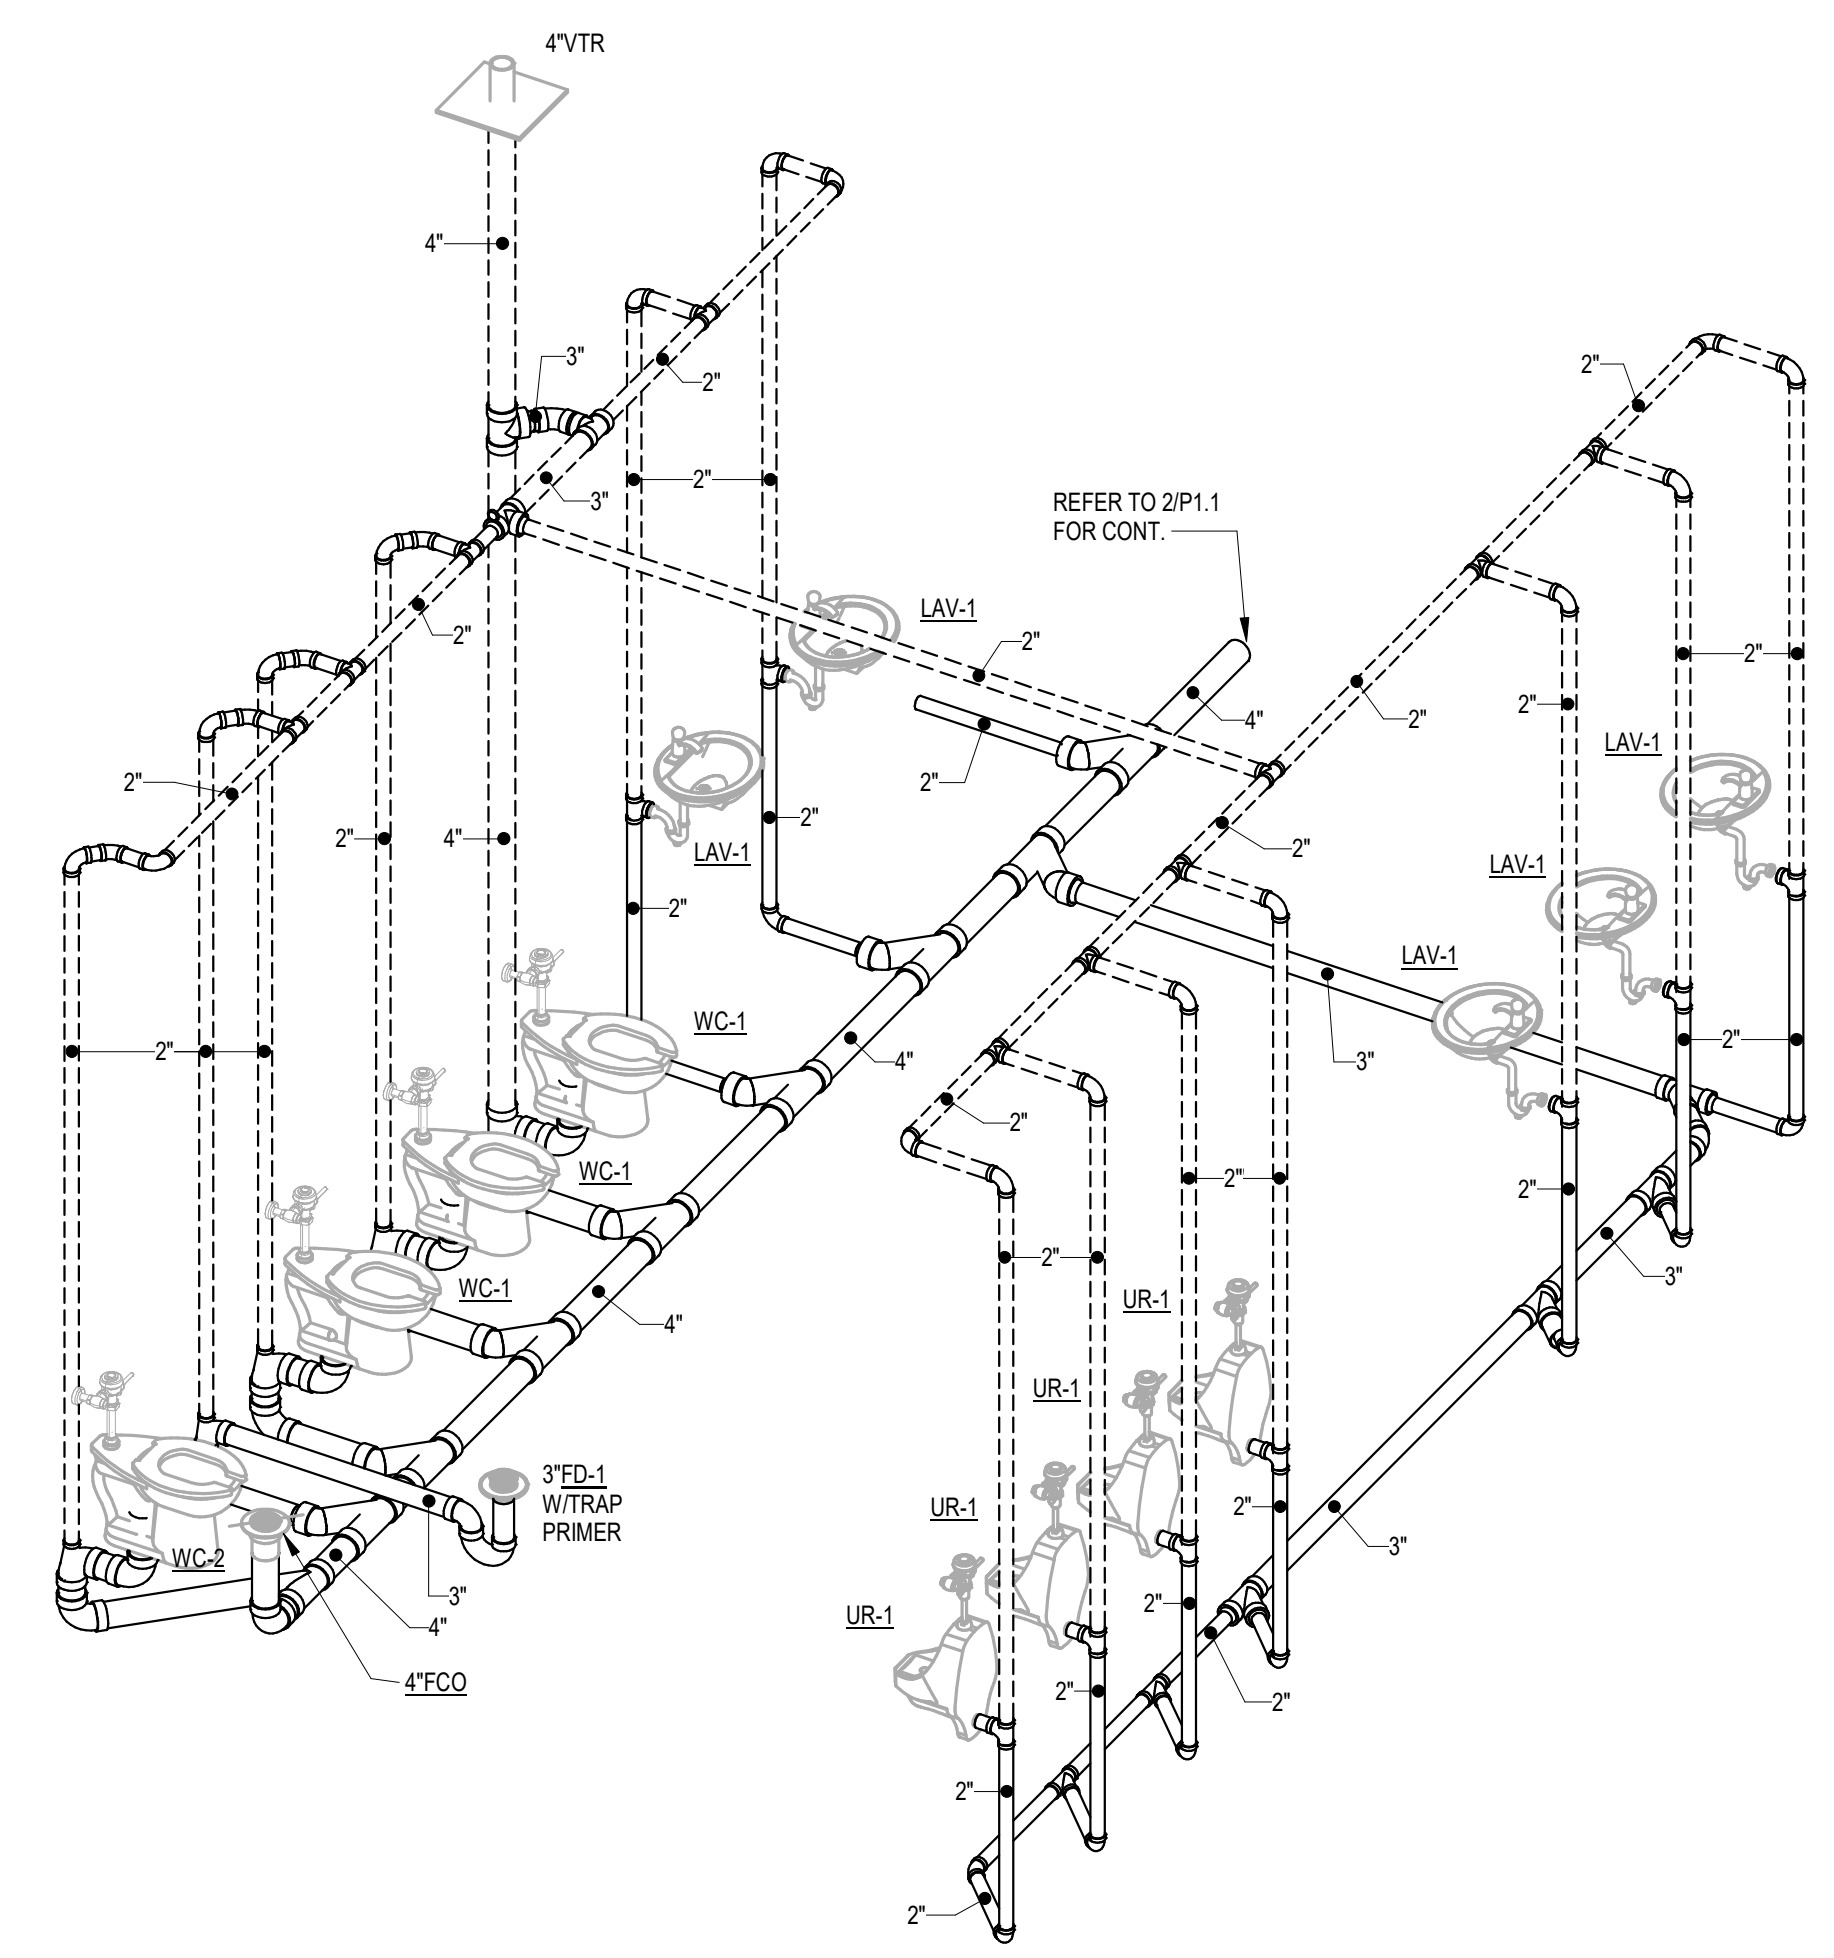 4"VTR
4"
3"
2"
3"
2"
2"
2"
REFER TO 2/P1.1
FOR CONT.
LAV-1
2"
2"
4"
2"
2"
2"
2"
LAV-1
2"
2"
4"
2"
LAV-1
2"
2"
LAV-1
2"
LAV-1
WC-1
2"
4"
3"
2"
2"
WC-1
2"
2"
2"
WC-1
UR-1
4"
3"
UR-1
3"FD-1
W/TRAP
PRIMER
UR-1
2"
3"
WC-2
3"
4"
UR-1
2"
4"FCO
2"
2"
2"
2"